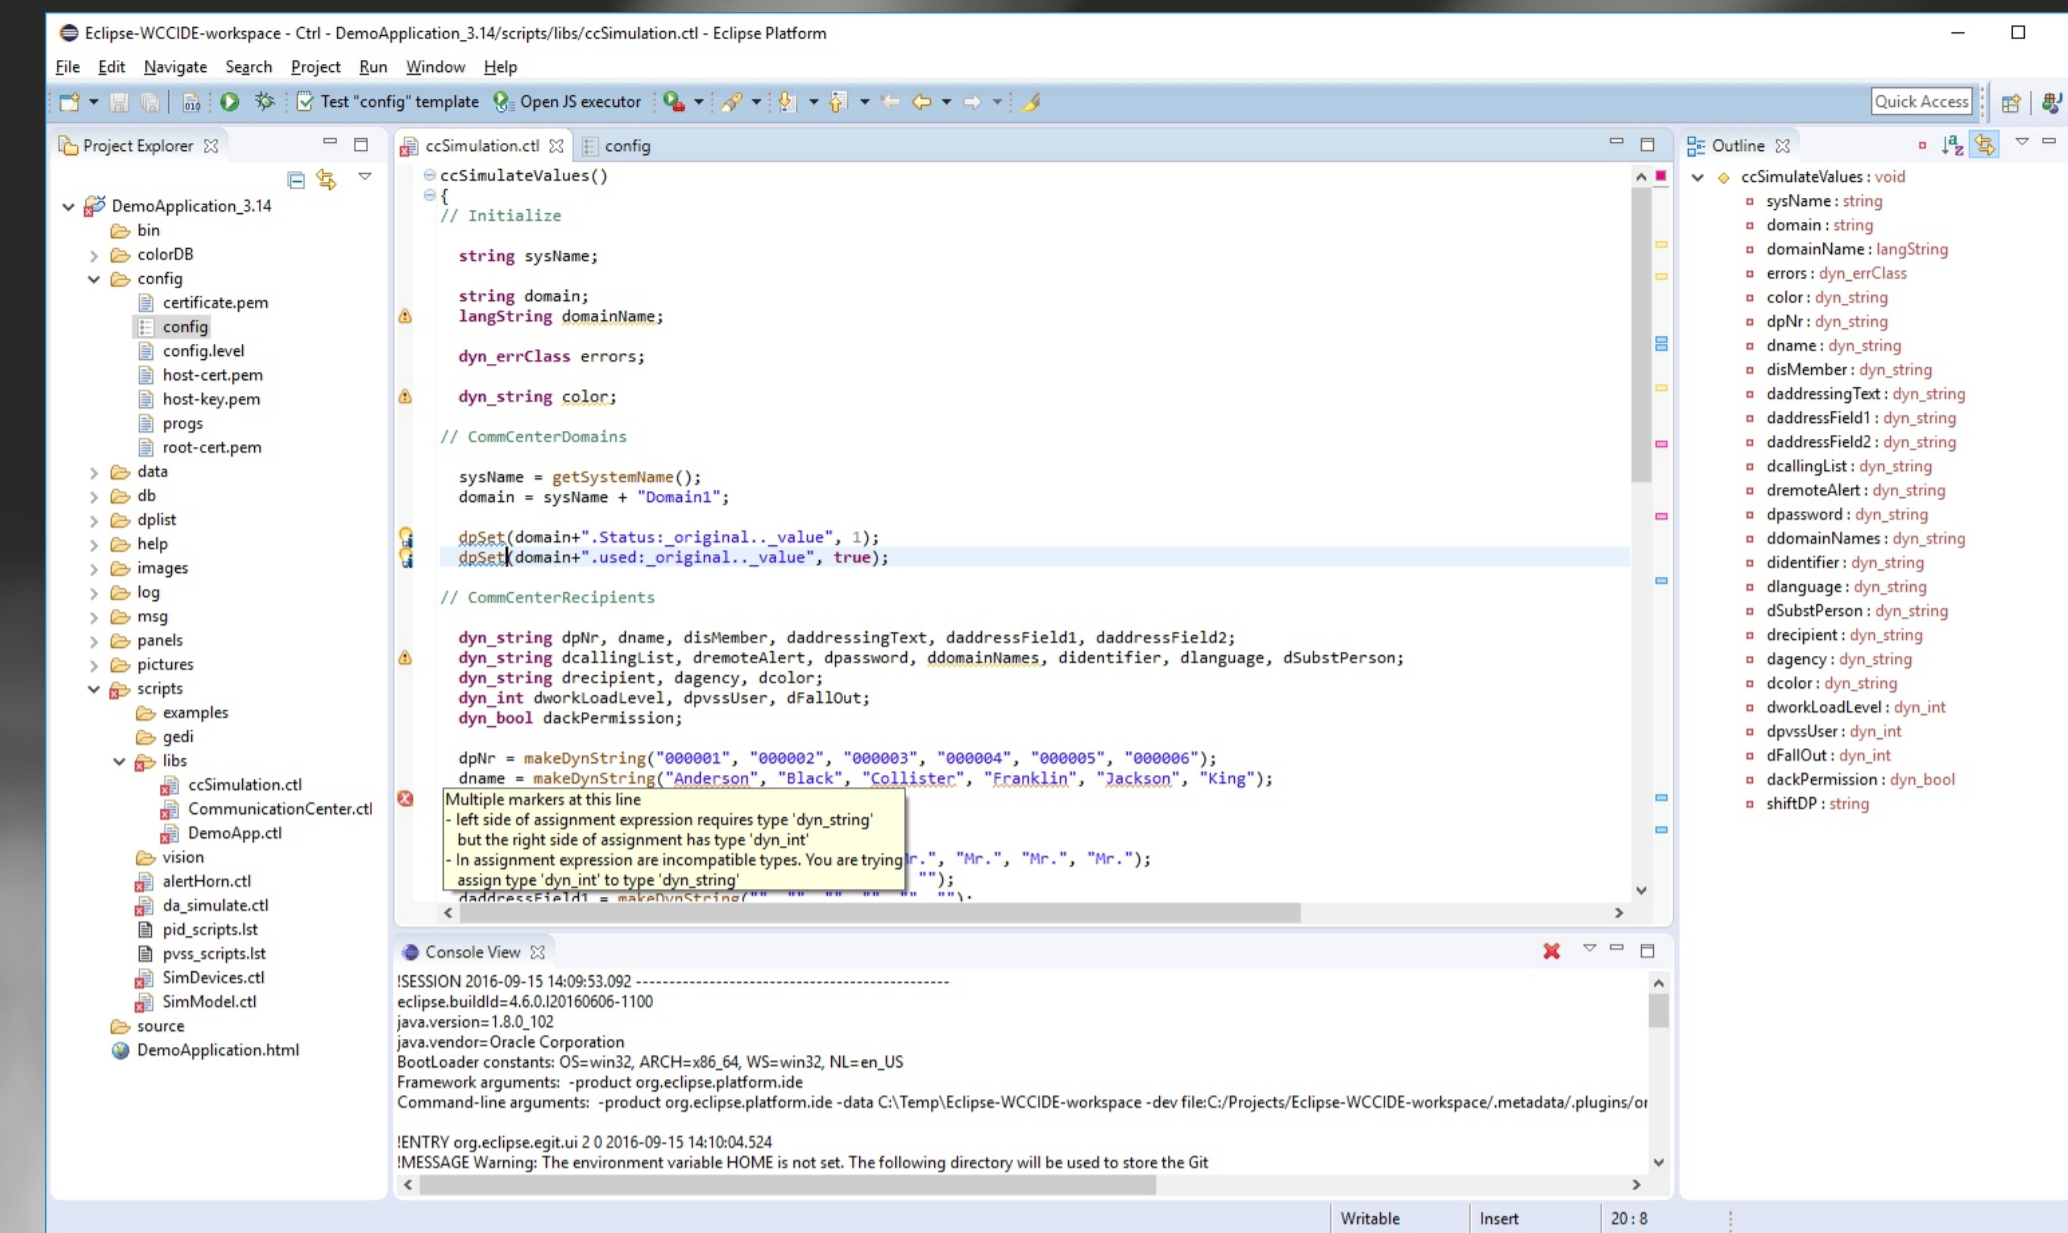 Eclipse-WCCIDE-workspace - Ctrl - DemoApplication_3.14/scripts/libs/ccSimulation.ctl - Eclipse Platform
File Edit Navigate Search Project Run Window Help
Test "config" template Open JS executor Quick Access
Project Explorer
DemoApplication_3.14
bin
colorDB
config
certificate.pem
config
config.level
host-cert.pem
host-key.pem
progs
root-cert.pem
data
db
dplist
help
images
log
msg
panels
pictures
scripts
examples
gedi
libs
ccSimulation.ctl
CommunicationCenter.ctl
DemoApp.ctl
vision
alertHorn.ctl
da_simulate.ctl
pid_scripts.lst
pvss_scripts.lst
SimDevices.ctl
SimModel.ctl
source
DemoApplication.html
ccSimulation.ctl config
ccSimulateValues()
{
// Initialize
string sysName;
string domain;
langString domainName;
dyn_errClass errors;
dyn_string color;
// CommCenterDomains
sysName = getSystemName();
domain = sysName + "Domain1";
dpSet(domain+".Status:_original.._value", 1);
dpSet(domain+".used:_original.._value", true);
// CommCenterRecipients
dyn_string dpNr, dname, disMember, daddressingText, daddressField1, daddressField2;
dyn_string dcallingList, dremoteAlert, dpassword, ddomainNames, didentifier, dlanguage, dSubstPerson;
dyn_string drecipient, dagency, dcolor;
dyn_int dworkLoadLevel, dpvssUser, dFallOut;
dyn_bool dackPermission;
dpNr = makeDynString("000001", "000002", "000003", "000004", "000005", "000006");
dname = makeDynString("Anderson", "Black", "Collister", "Franklin", "Jackson", "King");
Multiple markers at this line
- left side of assignment expression requires type 'dyn_string'
but the right side of assignment has type 'dyn_int'
- In assignment expression are incompatible types. You are trying
assign type 'dyn_int' to type 'dyn_string'
r.", "Mr.", "Mr.", "Mr.");
"");
daddressField1 = makeDynString("" "" "" "" "" "");
Console View
!SESSION 2016-09-15 14:09:53.092 -----------------------------------------------
eclipse.buildId=4.6.0.I20160606-1100
java.version=1.8.0_102
java.vendor=Oracle Corporation
BootLoader constants: OS=win32, ARCH=x86_64, WS=win32, NL=en_US
Framework arguments: -product org.eclipse.platform.ide
Command-line arguments: -product org.eclipse.platform.ide -data C:\Temp\Eclipse-WCCIDE-workspace -dev file:C:/Projects/Eclipse-WCCIDE-workspace/.metadata/.plugins/or
!ENTRY org.eclipse.egit.ui 2 0 2016-09-15 14:10:04.524
!MESSAGE Warning: The environment variable HOME is not set. The following directory will be used to store the Git
Outline
ccSimulateValues : void
sysName : string
domain : string
domainName : langString
errors : dyn_errClass
color : dyn_string
dpNr : dyn_string
dname : dyn_string
disMember : dyn_string
daddressingText : dyn_string
daddressField1 : dyn_string
daddressField2 : dyn_string
dcallingList : dyn_string
dremoteAlert : dyn_string
dpassword : dyn_string
ddomainNames : dyn_string
didentifier : dyn_string
dlanguage : dyn_string
dSubstPerson : dyn_string
drecipient : dyn_string
dagency : dyn_string
dcolor : dyn_string
dworkLoadLevel : dyn_int
dpvssUser : dyn_int
dFallOut : dyn_int
dackPermission : dyn_bool
shiftDP : string
Writable Insert 20 : 8